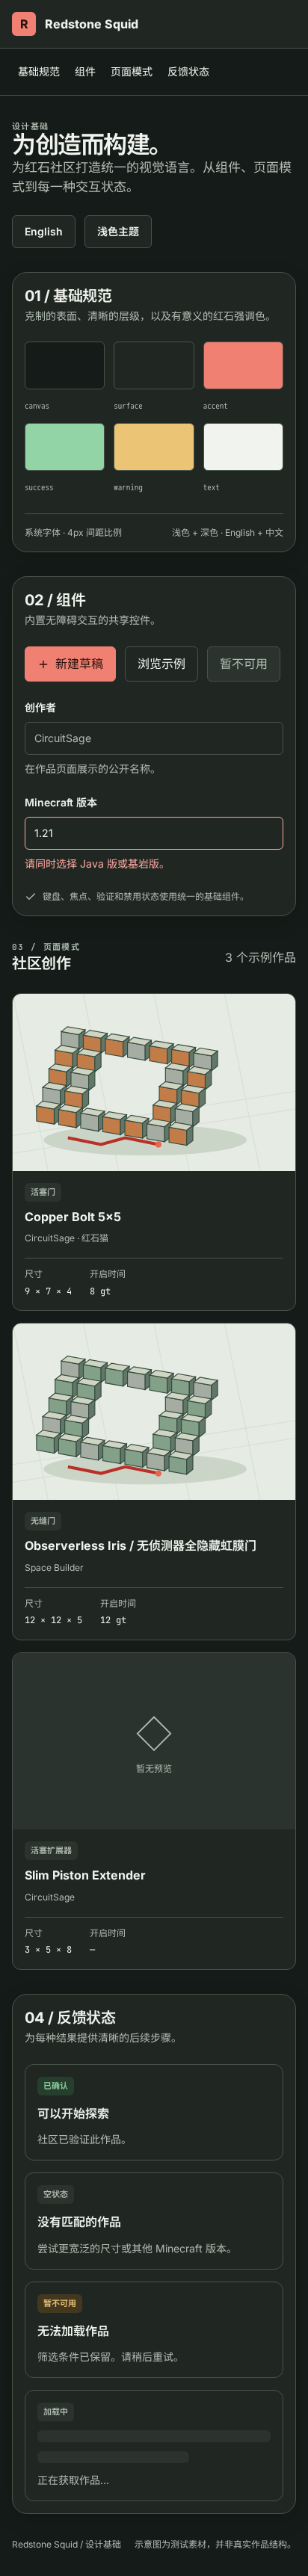 R Redstone Squid
基础规范 组件 页面模式 反馈状态
设计基础
为创造而构建。
为红石社区打造统一的视觉语言。从组件、页面模
式到每一种交互状态。
English 浅色主题
01 / 基础规范
克制的表面、清晰的层级，以及有意义的红石强调色。
canvas surface accent
success warning text
系统字体 · 4px 间距比例 浅色 + 深色 · English + 中文
02 / 组件
内置无障碍交互的共享控件。
+ 新建草稿 浏览示例 暂不可用
创作者
CircuitSage
在作品页面展示的公开名称。
Minecraft 版本
1.21
请同时选择 Java 版或基岩版。
键盘、焦点、验证和禁用状态使用统一的基础组件。
03 / 页面模式
社区创作
3 个示例作品
活塞门
Copper Bolt 5×5
CircuitSage · 红石猫
尺寸 开启时间
9 × 7 × 4 8 gt
无缝门
Observerless Iris / 无侦测器全隐藏虹膜门
Space Builder
尺寸 开启时间
12 × 12 × 5 12 gt
暂无预览
活塞扩展器
Slim Piston Extender
CircuitSage
尺寸 开启时间
3 × 5 × 8 —
04 / 反馈状态
为每种结果提供清晰的后续步骤。
已确认
可以开始探索
社区已验证此作品。
空状态
没有匹配的作品
尝试更宽泛的尺寸或其他 Minecraft 版本。
暂不可用
无法加载作品
筛选条件已保留。请稍后重试。
加载中
正在获取作品…
Redstone Squid / 设计基础 示意图为测试素材，并非真实作品结构。